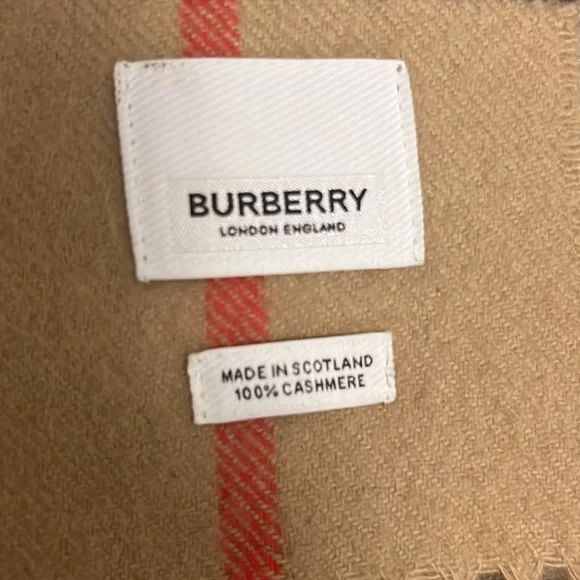 BURBERRY
LONDON ENGLAND
MADE IN SCOTLAND
100% CASHMERE